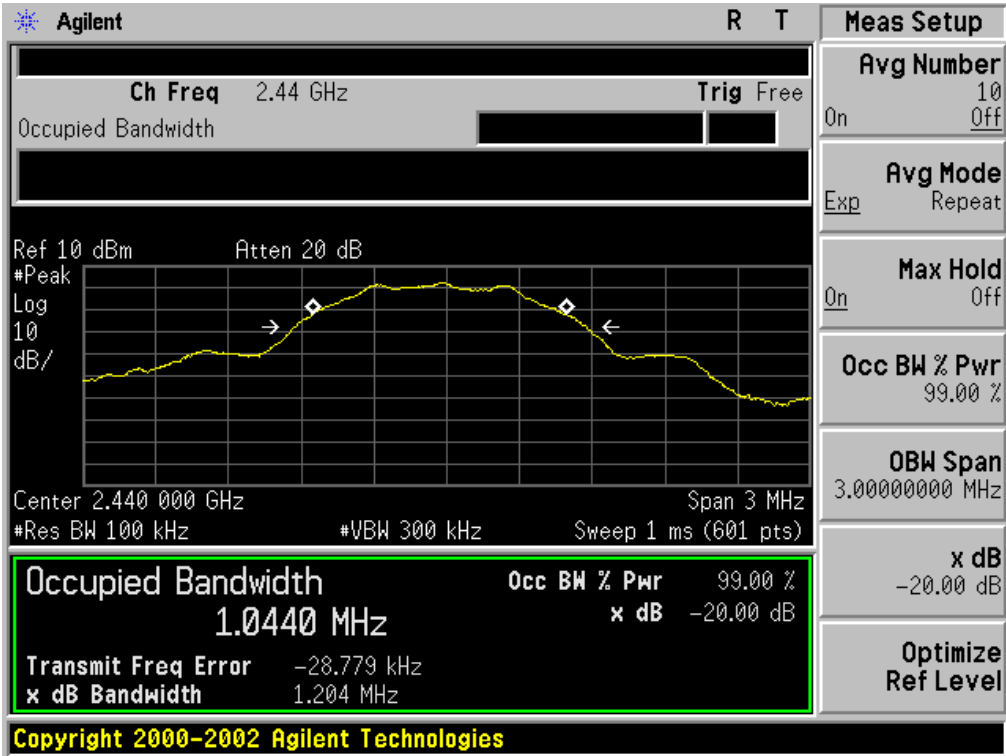 Agilent R T
Ch Freq 2.44 GHz Trig Free
Occupied Bandwidth
Ref 10 dBm Atten 20 dB
#Peak
Log
10
dB/
Center 2.440 000 GHz Span 3 MHz
#Res BW 100 kHz #VBW 300 kHz Sweep 1 ms (601 pts)
Occupied Bandwidth
1.0440 MHz
Occ BW % Pwr 99.00 %
x dB -20.00 dB
Transmit Freq Error -28.779 kHz
x dB Bandwidth 1.204 MHz
Copyright 2000-2002 Agilent Technologies
Meas Setup
Avg Number
10
On Off
Avg Mode
Exp Repeat
Max Hold
On Off
Occ BW % Pwr
99.00 %
OBW Span
3.00000000 MHz
x dB
-20.00 dB
Optimize
Ref Level